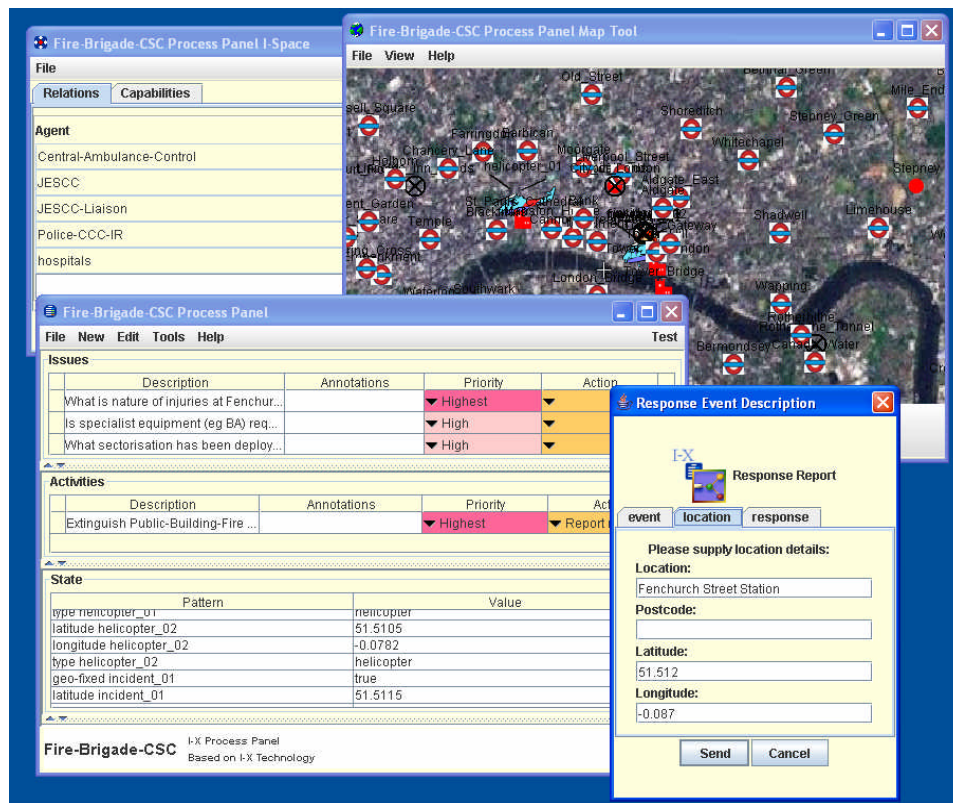 Fire-Brigade-CSC Process Panel I-Space
File
Relations Capabilities
Agent
Central-Ambulance-Control
JESCC
JESCC-Liaison
Police-CCC-IR
hospitals
Fire-Brigade-CSC Process Panel Map Tool
File View Help
Old_Street
Mile_End
Shoreditch
Stepney_Green
Whitechapel
Chancery_Lane
Moorgate
helicopter_01
Liverpool_Street
Aldgate_East
Aldgate
Stepney
Temple
Shadwell
Limehouse
London_Bridge
Tower_Bridge
Southwark
Wapping
Bermondsey
Fire-Brigade-CSC Process Panel
File New Edit Tools Help Test
Issues
Description Annotations Priority Action
What is nature of injuries at Fenchur... Highest
Is specialist equipment (eg BA) req... High
What sectorisation has been deploy... High
Activities
Description Annotations Priority Act
Extinguish Public-Building-Fire ... Highest Report
State
Pattern Value
type helicopter_01 helicopter
latitude helicopter_02 51.5105
longitude helicopter_02 -0.0782
type helicopter_02 helicopter
geo-fixed incident_01 true
latitude incident_01 51.5115
Fire-Brigade-CSC
I-X Process Panel
Based on I-X Technology
Response Event Description
I-X
Response Report
event location response
Please supply location details:
Location:
Fenchurch Street Station
Postcode:
Latitude:
51.512
Longitude:
-0.087
Send Cancel